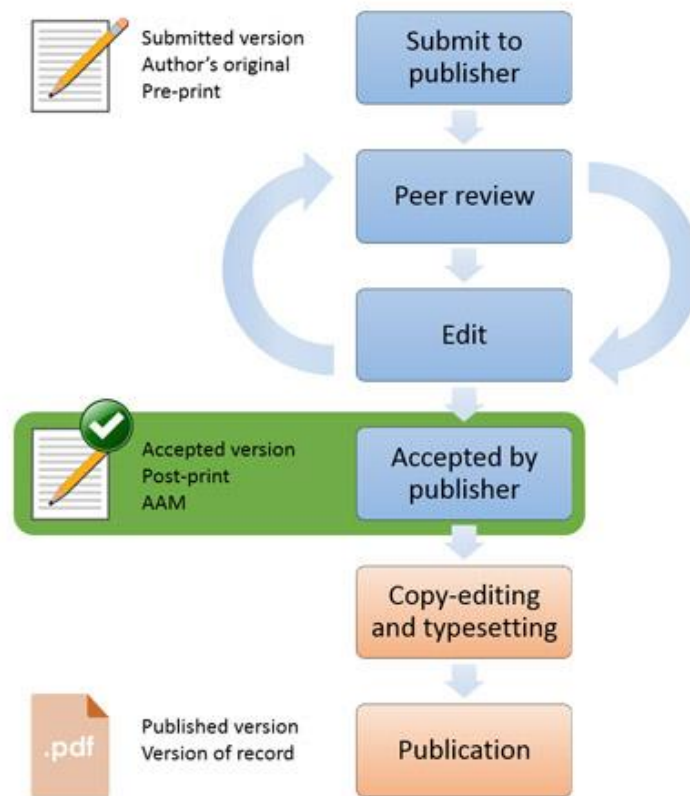 Submitted version
Author's original
Pre-print
Submit to
publisher
Peer review
Edit
Accepted version
Post-print
AAM
Accepted by
publisher
Copy-editing
and typesetting
.pdf
Published version
Version of record
Publication